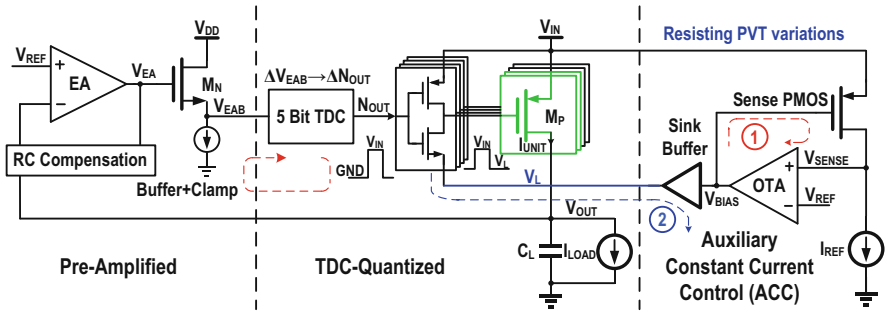 V_REF
EA
V_EA
V_DD
M_N
V_EAB
RC Compensation
Buffer+Clamp
Pre-Amplified
ΔV_EAB→ΔN_OUT
5 Bit TDC
N_OUT
V_IN
GND
V_IN
V_L
V_IN
M_P
I_UNIT
V_L
V_OUT
C_L
I_LOAD
TDC-Quantized
Resisting PVT variations
Sense PMOS
Sink
Buffer
1
2
V_BIAS
OTA
V_SENSE
V_REF
I_REF
Auxiliary
Constant Current
Control (ACC)